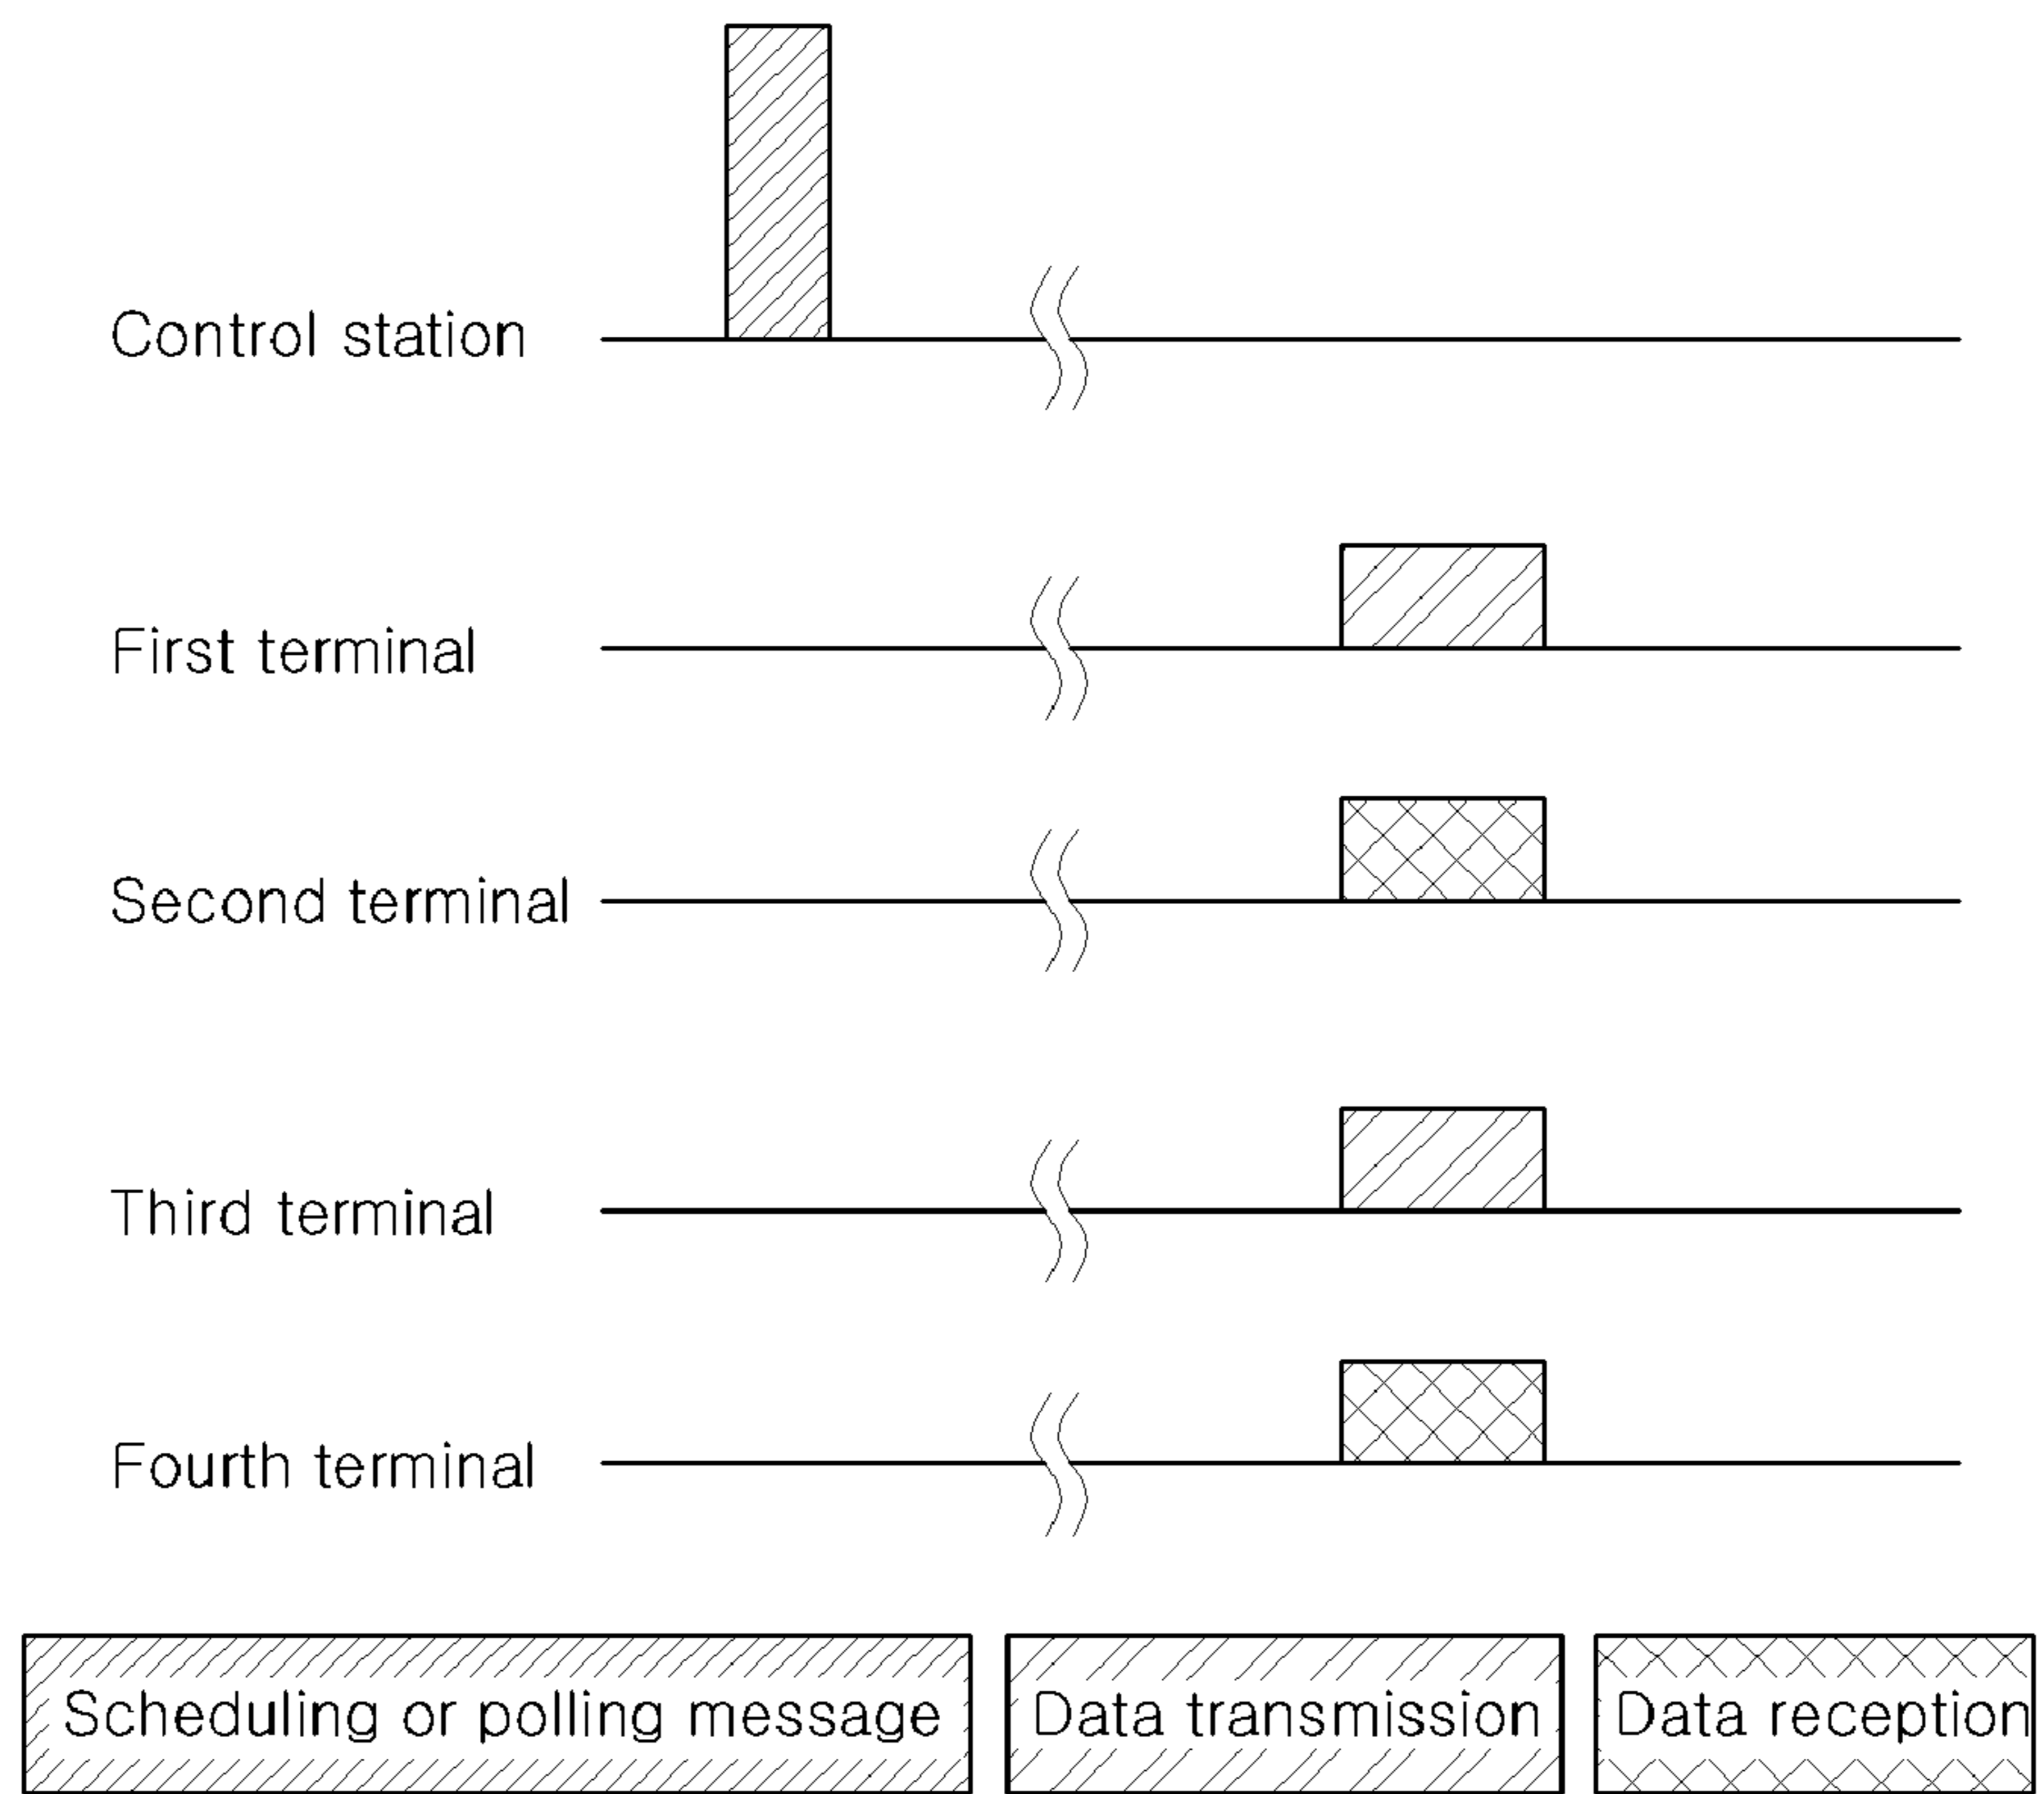 Control station
First terminal
Second terminal
Third terminal
Fourth terminal
Scheduling or polling message
Data transmission
Data reception